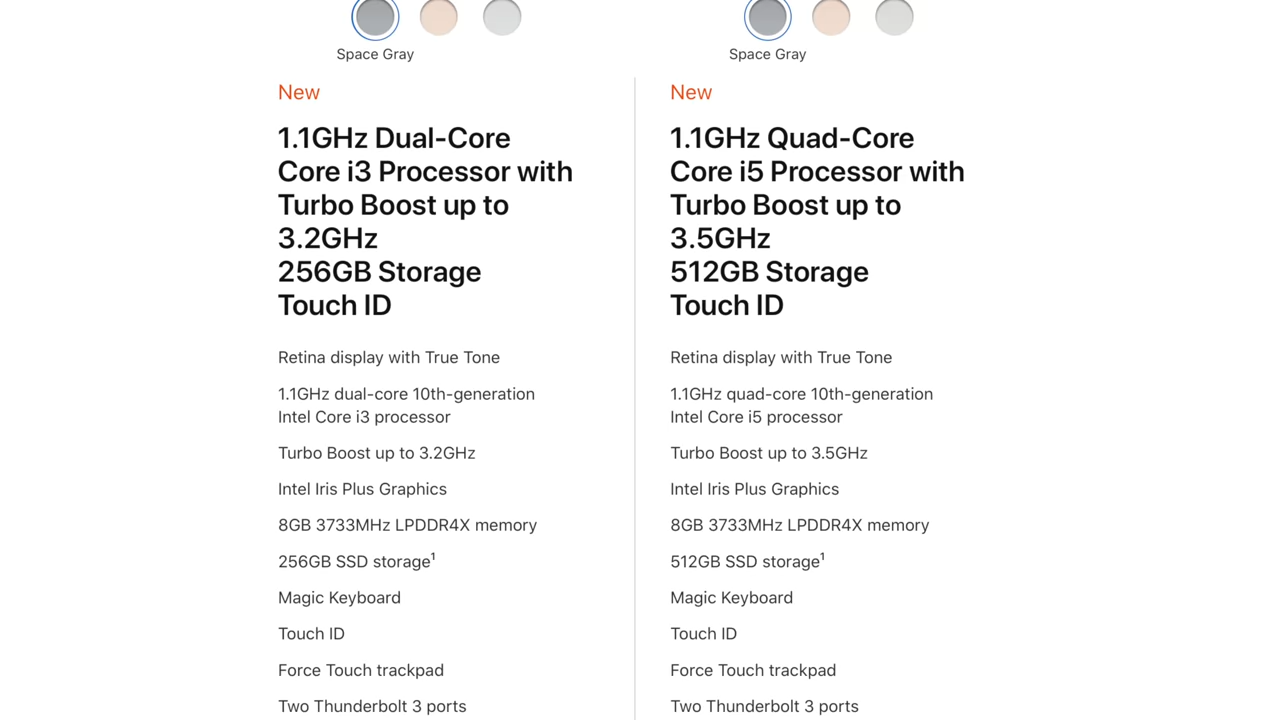 Space Gray
New
1.1GHz Dual-Core
Core i3 Processor with
Turbo Boost up to
3.2GHz
256GB Storage
Touch ID
Retina display with True Tone
1.1GHz dual-core 10th-generation
Intel Core i3 processor
Turbo Boost up to 3.2GHz
Intel Iris Plus Graphics
8GB 3733MHz LPDDR4X memory
256GB SSD storage¹
Magic Keyboard
Touch ID
Force Touch trackpad
Two Thunderbolt 3 ports
Space Gray
New
1.1GHz Quad-Core
Core i5 Processor with
Turbo Boost up to
3.5GHz
512GB Storage
Touch ID
Retina display with True Tone
1.1GHz quad-core 10th-generation
Intel Core i5 processor
Turbo Boost up to 3.5GHz
Intel Iris Plus Graphics
8GB 3733MHz LPDDR4X memory
512GB SSD storage¹
Magic Keyboard
Touch ID
Force Touch trackpad
Two Thunderbolt 3 ports